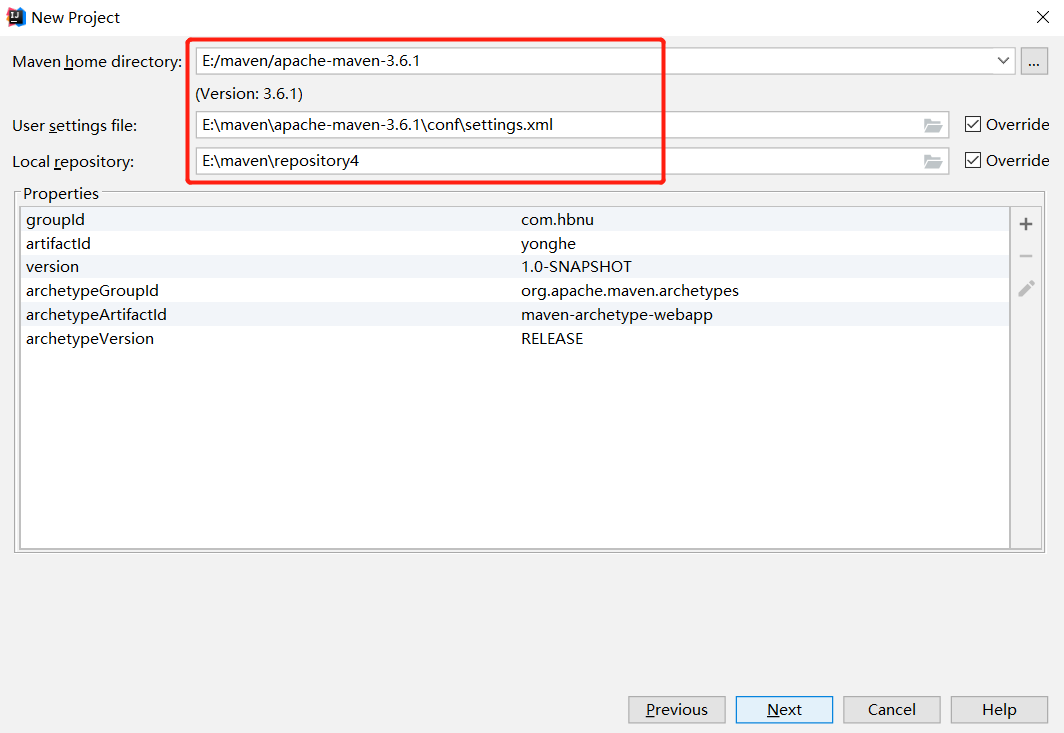 New Project
Maven home directory: E:/maven/apache-maven-3.6.1 ...
(Version: 3.6.1)
User settings file: E:\maven\apache-maven-3.6.1\conf\settings.xml Override
Local repository: E:\maven\repository4 Override
Properties
groupId com.hbnu
artifactId yonghe
version 1.0-SNAPSHOT
archetypeGroupId org.apache.maven.archetypes
archetypeArtifactId maven-archetype-webapp
archetypeVersion RELEASE
Previous Next Cancel Help